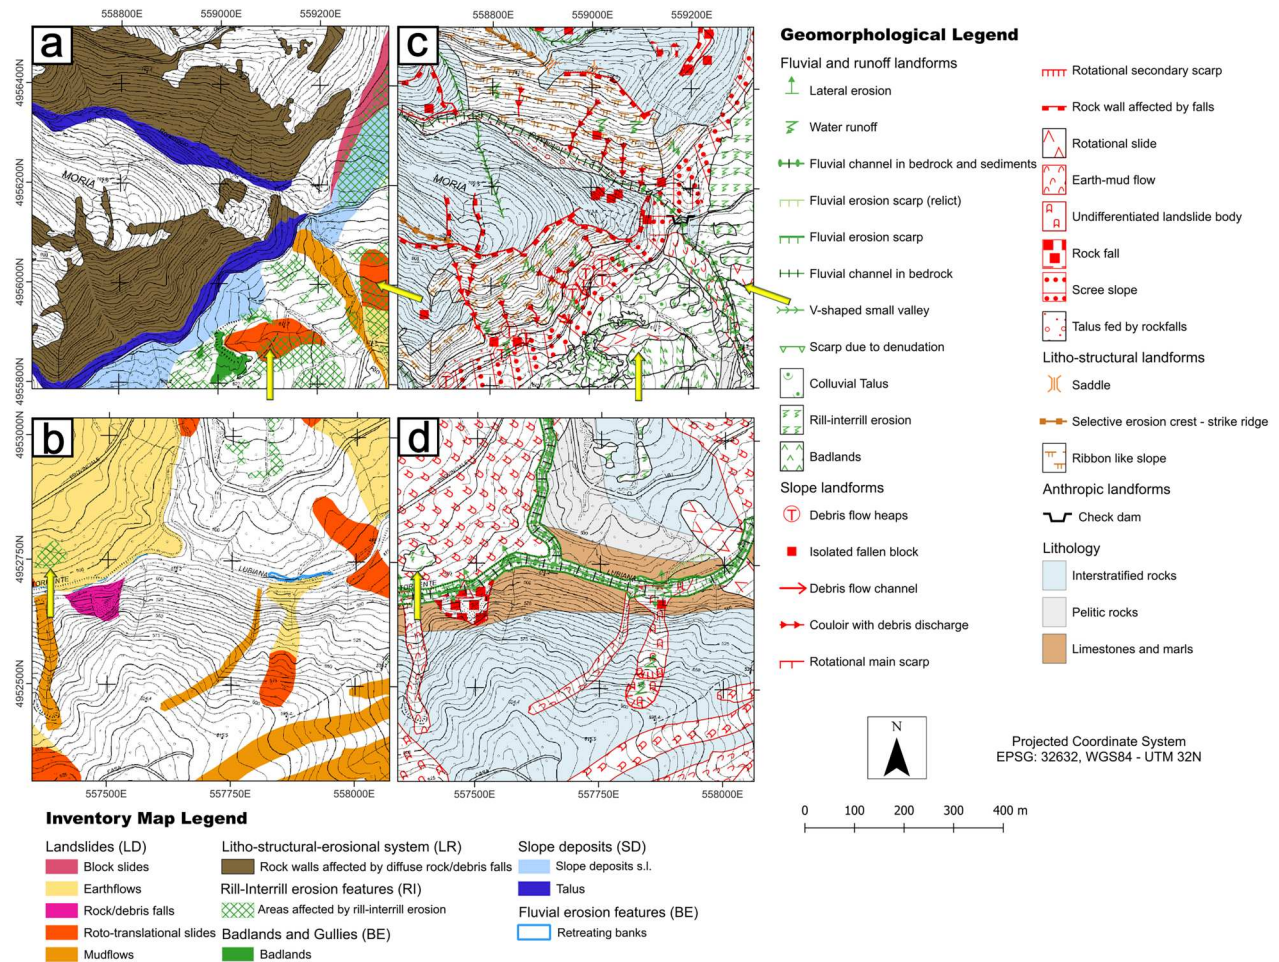 558800E 559000E 559200E
558800E 559000E 559200E
a
c
4956400N
4956200N
4956000N
4955800N
MORIA
MORIA
b
d
4953000N
4952750N
4952500N
LUBIANA
LUBIANA
557500E 557750E 558000E
557500E 557750E 558000E
Geomorphological Legend
Fluvial and runoff landforms
Lateral erosion
Water runoff
Fluvial channel in bedrock and sediments
Fluvial erosion scarp (relict)
Fluvial erosion scarp
Fluvial channel in bedrock
V-shaped small valley
Scarp due to denudation
Colluvial Talus
Rill-interrill erosion
Badlands
Slope landforms
Debris flow heaps
Isolated fallen block
Debris flow channel
Couloir with debris discharge
Rotational main scarp
Rotational secondary scarp
Rock wall affected by falls
Rotational slide
Earth-mud flow
Undifferentiated landslide body
Rock fall
Scree slope
Talus fed by rockfalls
Litho-structural landforms
Saddle
Selective erosion crest - strike ridge
Ribbon like slope
Anthropic landforms
Check dam
Lithology
Interstratified rocks
Pelitic rocks
Limestones and marls
N
Projected Coordinate System
EPSG: 32632, WGS84 - UTM 32N
0 100 200 300 400 m
Inventory Map Legend
Landslides (LD)
Block slides
Earthflows
Rock/debris falls
Roto-translational slides
Mudflows
Litho-structural-erosional system (LR)
Rock walls affected by diffuse rock/debris falls
Rill-Interrill erosion features (RI)
Areas affected by rill-interrill erosion
Badlands and Gullies (BE)
Badlands
Slope deposits (SD)
Slope deposits s.l.
Talus
Fluvial erosion features (BE)
Retreating banks